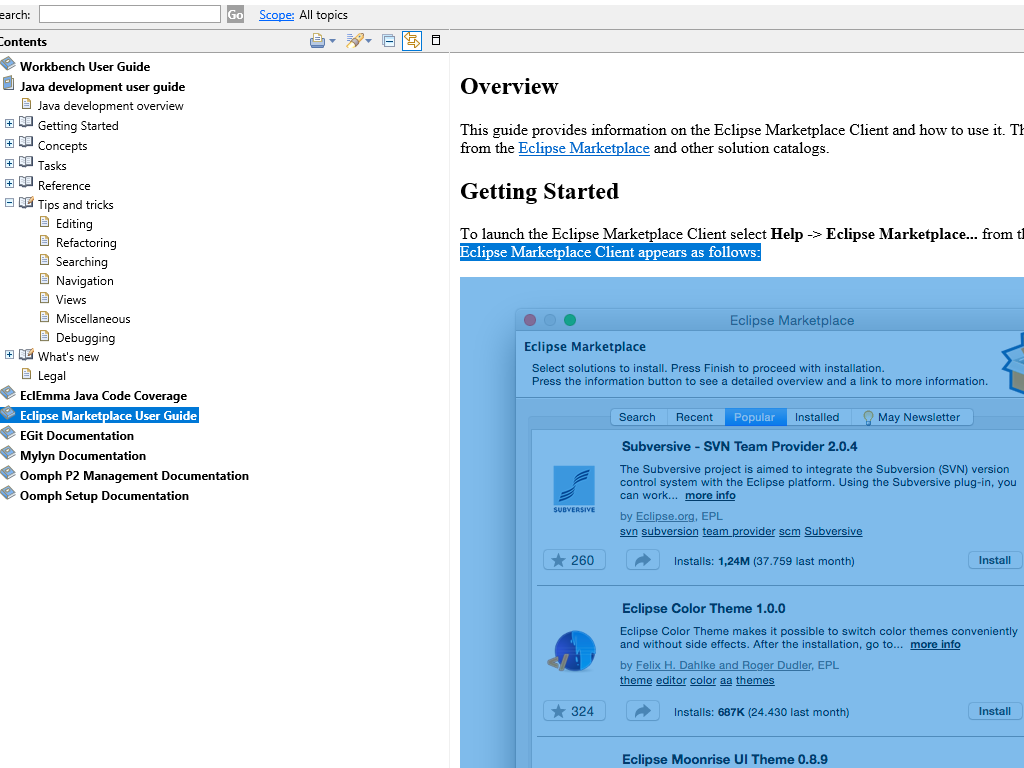 earch: Go Scope: All topics
Contents
Workbench User Guide
Java development user guide
Java development overview
Getting Started
Concepts
Tasks
Reference
Tips and tricks
Editing
Refactoring
Searching
Navigation
Views
Miscellaneous
Debugging
What's new
Legal
EclEmma Java Code Coverage
Eclipse Marketplace User Guide
EGit Documentation
Mylyn Documentation
Oomph P2 Management Documentation
Oomph Setup Documentation
Overview
This guide provides information on the Eclipse Marketplace Client and how to use it. Th
from the Eclipse Marketplace and other solution catalogs.
Getting Started
To launch the Eclipse Marketplace Client select Help -> Eclipse Marketplace... from th
Eclipse Marketplace Client appears as follows:
Eclipse Marketplace
Eclipse Marketplace
Select solutions to install. Press Finish to proceed with installation.
Press the information button to see a detailed overview and a link to more information.
Search Recent Popular Installed May Newsletter
Subversive - SVN Team Provider 2.0.4
The Subversive project is aimed to integrate the Subversion (SVN) version
control system with the Eclipse platform. Using the Subversive plug-in, you
can work... more info
SUBVERSIVE
by Eclipse.org, EPL
svn subversion team provider scm Subversive
260 Installs: 1,24M (37.759 last month) Install
Eclipse Color Theme 1.0.0
Eclipse Color Theme makes it possible to switch color themes conveniently
and without side effects. After the installation, go to... more info
by Felix H. Dahlke and Roger Dudler, EPL
theme editor color aa themes
324 Installs: 687K (24.430 last month) Install
Eclipse Moonrise UI Theme 0.8.9